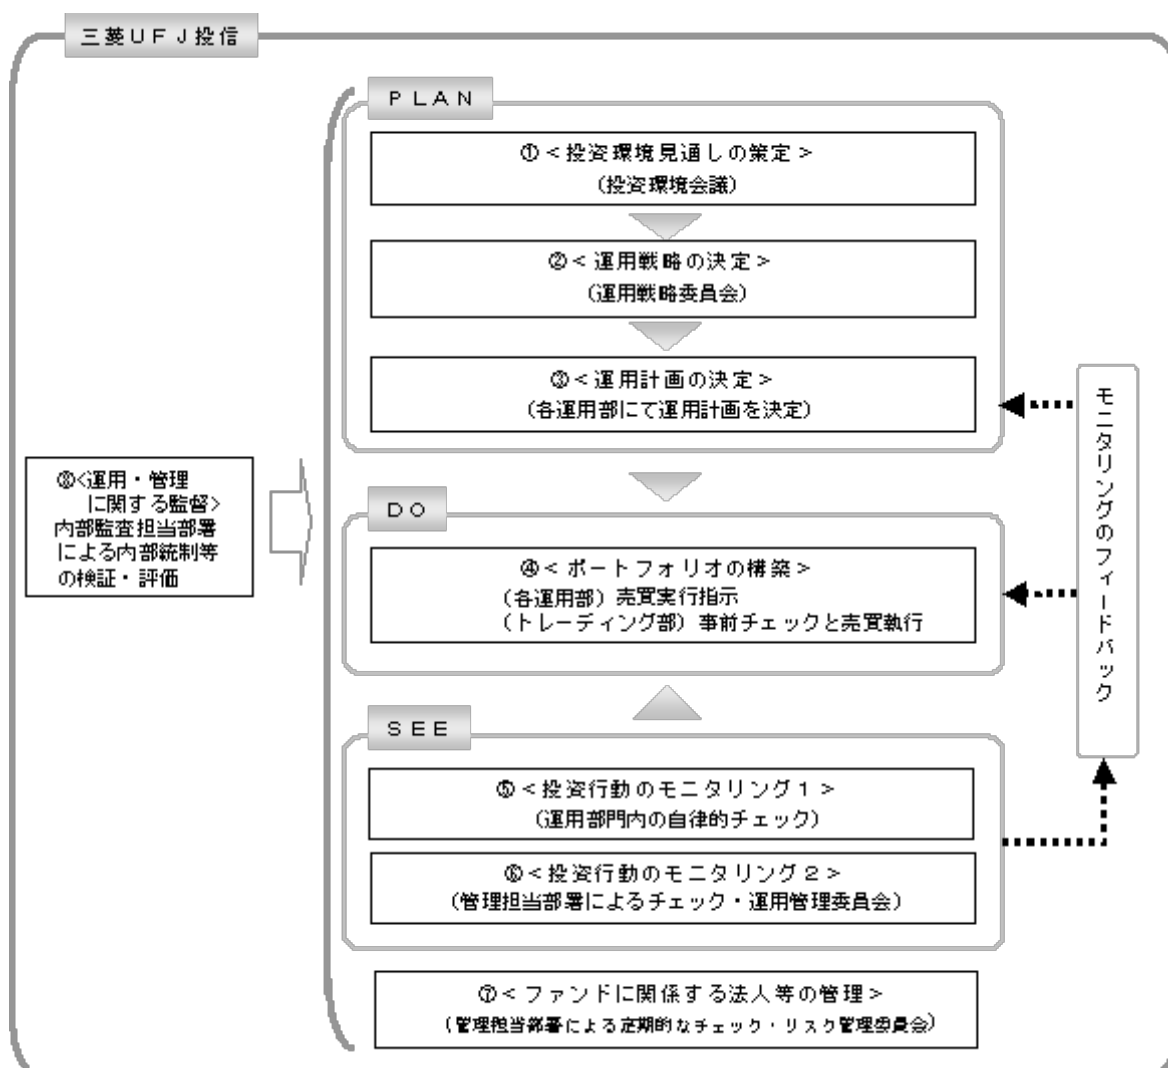 三菱UFJ投信
PLAN
①<投資環境見通しの策定>
(投資環境会議)
②<運用戦略の決定>
(運用戦略委員会)
③<運用計画の決定>
(各運用部にて運用計画を決定)
⑧<運用・管理
に関する監督>
内部監査担当部署
による内部統制等
の検証・評価
DO
④<ポートフォリオの構築>
(各運用部)売買実行指示
(トレーディング部)事前チェックと売買執行
モニタリングのフィードバック
SEE
⑤<投資行動のモニタリング1>
(運用部門内の自律的チェック)
⑥<投資行動のモニタリング2>
(管理担当部署によるチェック・運用管理委員会)
⑦<ファンドに関係する法人等の管理>
(管理担当部署による定期的なチェック・リスク管理委員会)